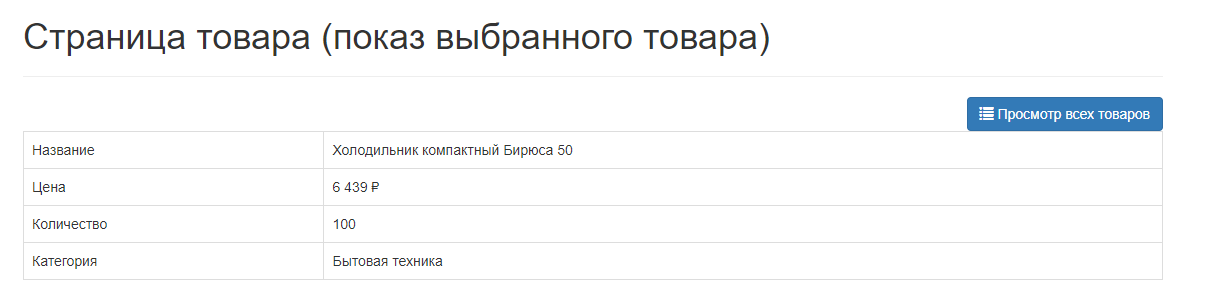 Страница товара (показ выбранного товара)
Просмотр всех товаров
Название Холодильник компактный Бирюса 50
Цена 6 439 ₽
Количество 100
Категория Бытовая техника